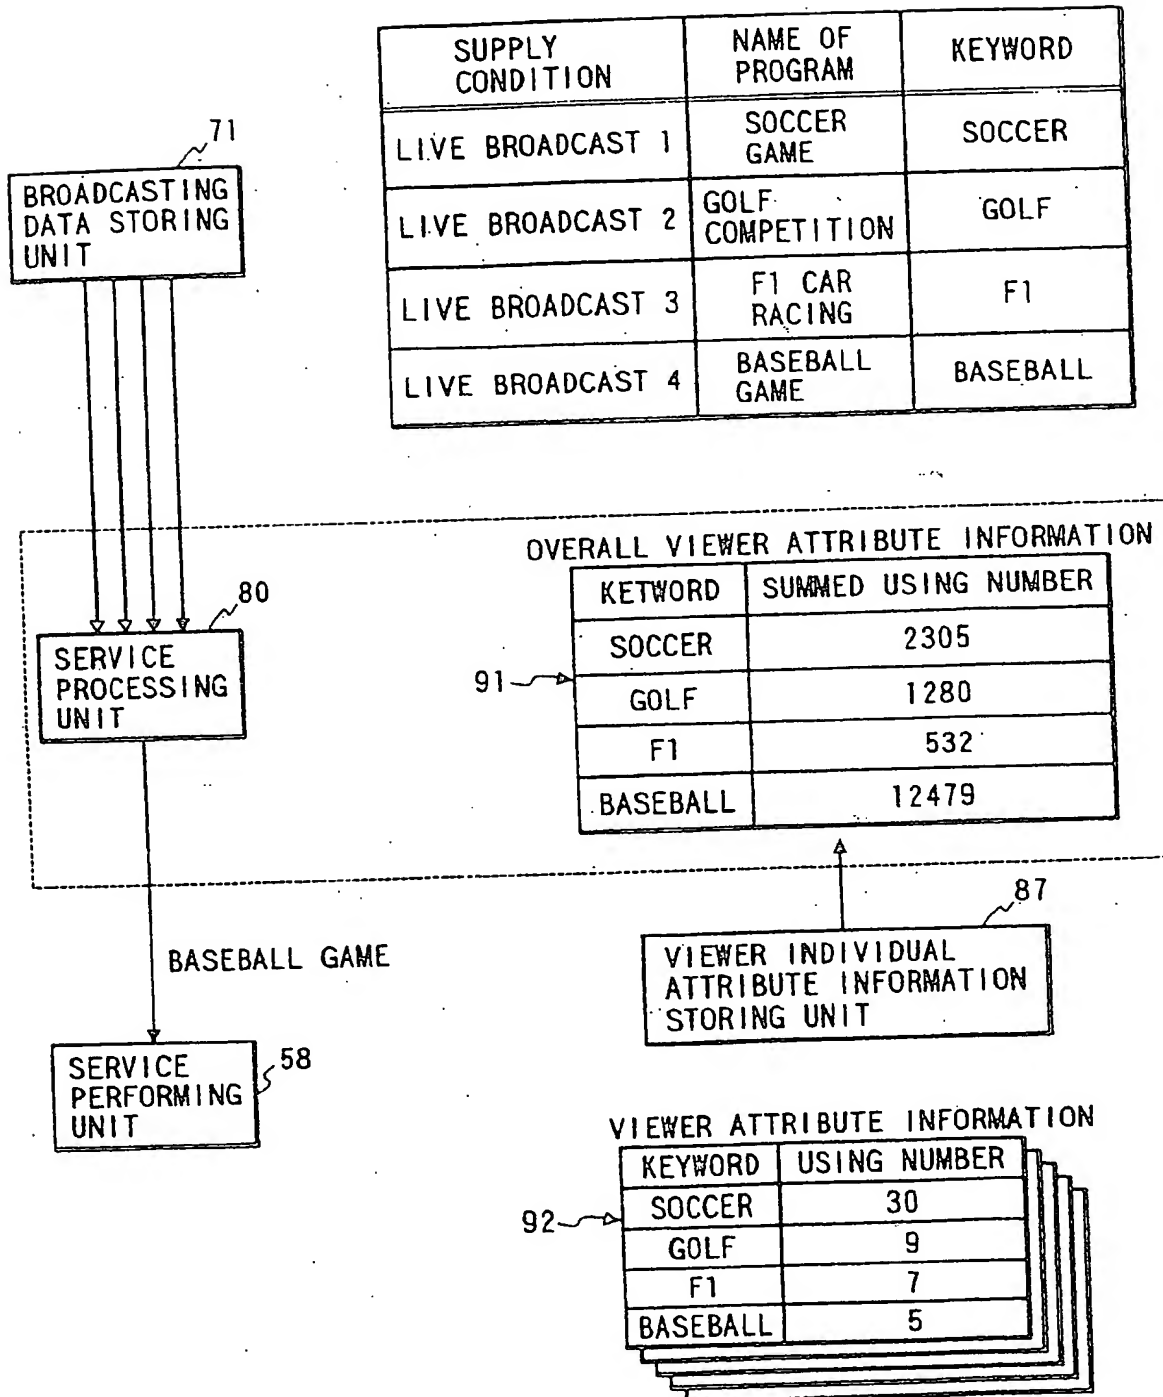 SUPPLY CONDITION NAME OF PROGRAM KEYWORD
LIVE BROADCAST 1 SOCCER GAME SOCCER
LIVE BROADCAST 2 GOLF COMPETITION GOLF
LIVE BROADCAST 3 F1 CAR RACING F1
LIVE BROADCAST 4 BASEBALL GAME BASEBALL
71
BROADCASTING
DATA STORING
UNIT
80
SERVICE
PROCESSING
UNIT
OVERALL VIEWER ATTRIBUTE INFORMATION
KETWORD SUMMED USING NUMBER
SOCCER 2305
91
GOLF 1280
F1 532
BASEBALL 12479
BASEBALL GAME
87
VIEWER INDIVIDUAL
ATTRIBUTE INFORMATION
STORING UNIT
SERVICE
PERFORMING
UNIT
58
VIEWER ATTRIBUTE INFORMATION
KEYWORD USING NUMBER
SOCCER 30
92
GOLF 9
F1 7
BASEBALL 5